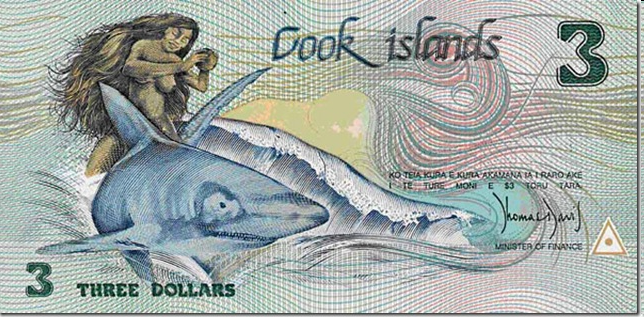 Cook islands
3
KO TEIA KURA E KURA AKAMANA IA I RARO AKE
I TE TURE MONI E $3 TORU TARA
MINISTER OF FINANCE
3 THREE DOLLARS